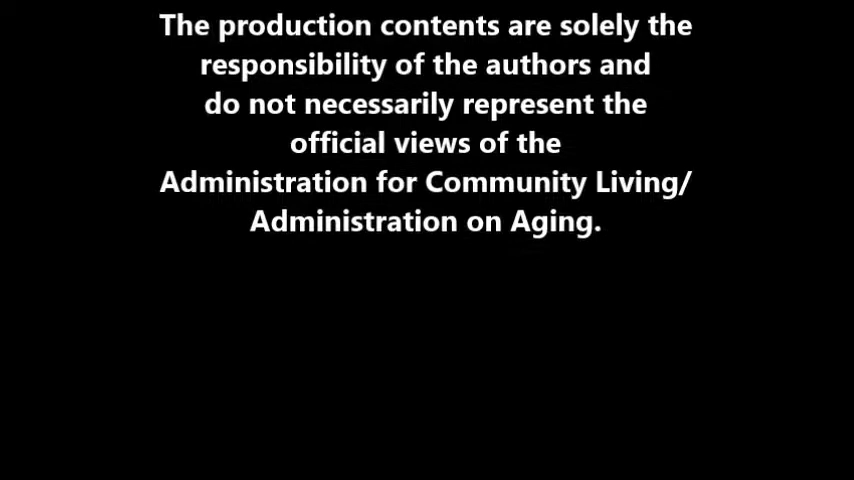 The production contents are solely the
responsibility of the authors and
do not necessarily represent the
official views of the
Administration for Community Living/
Administration on Aging.